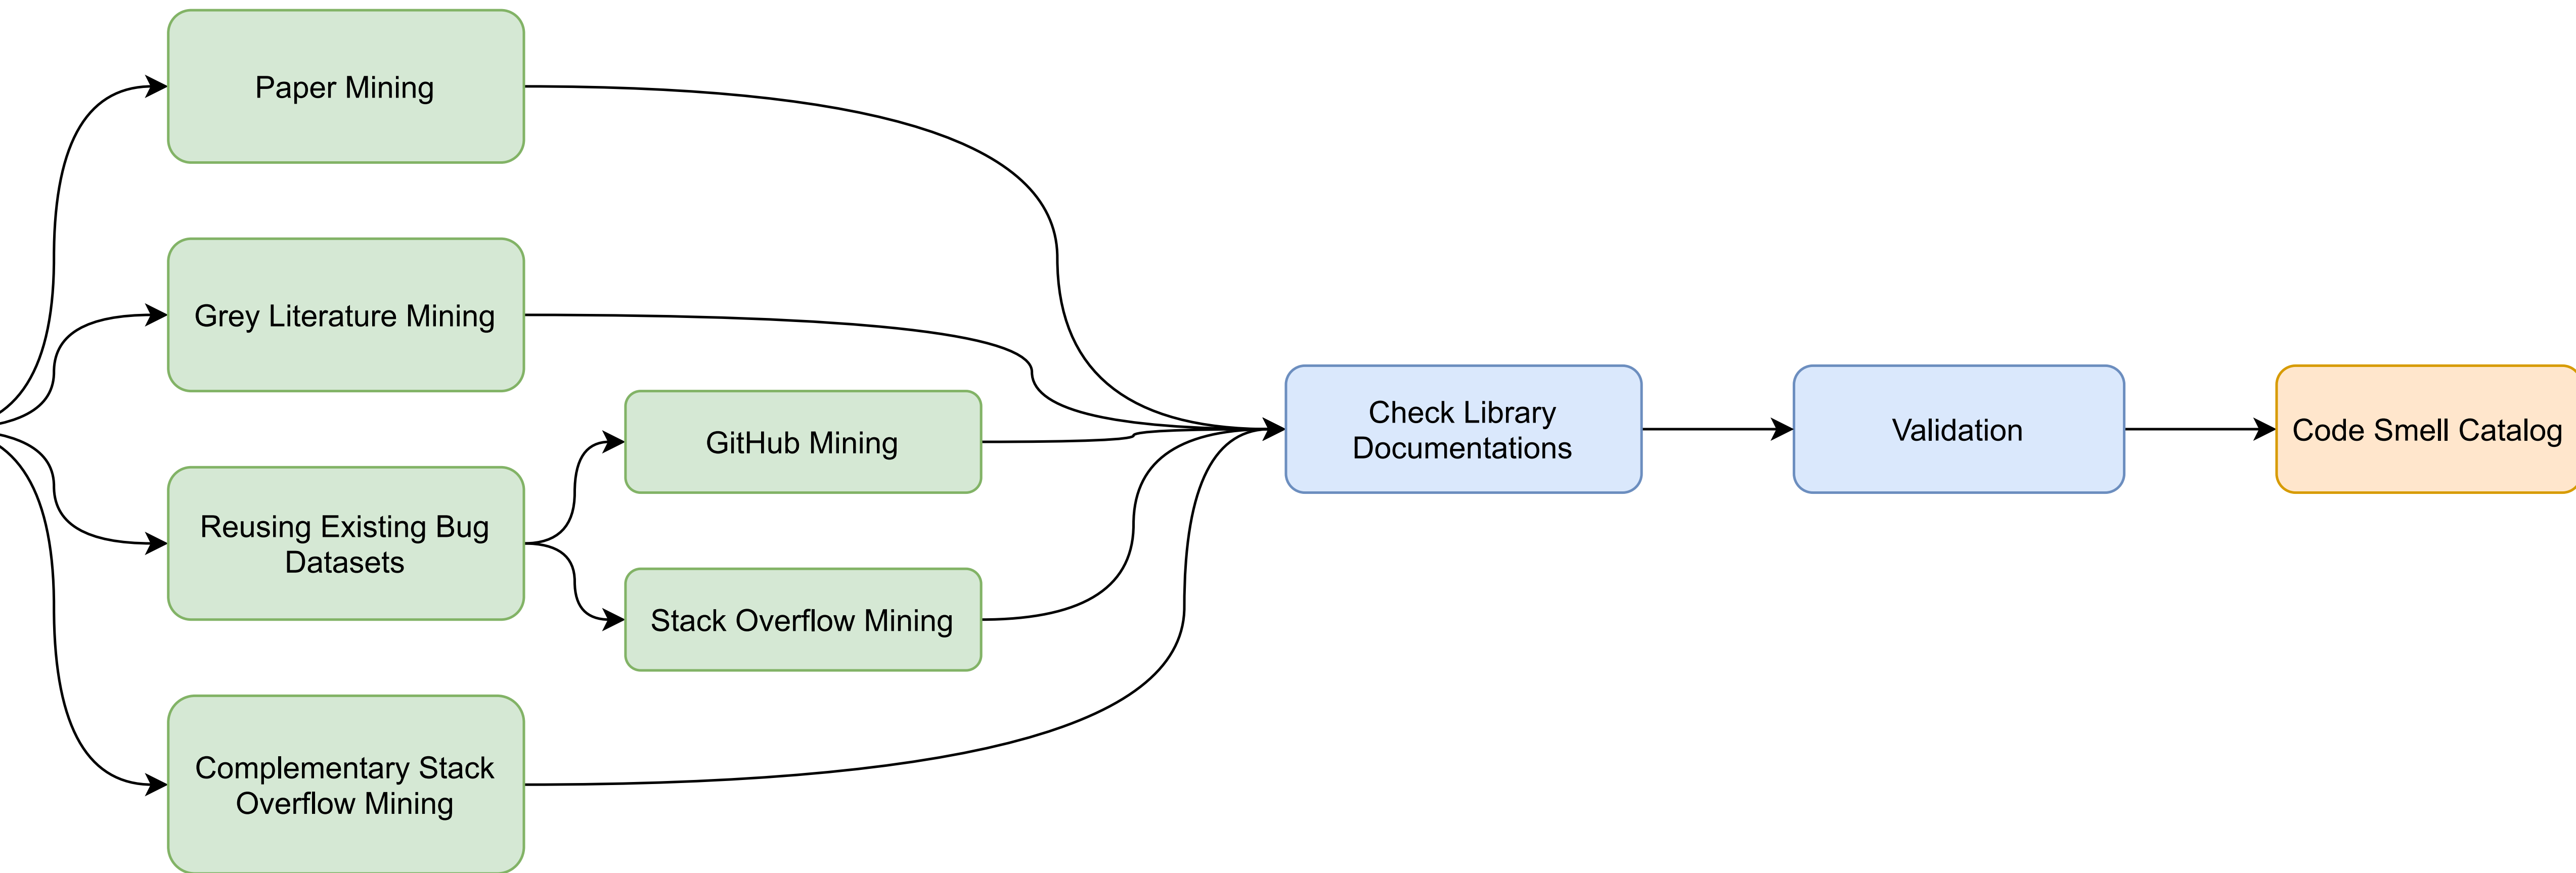 Paper Mining
Grey Literature Mining
Reusing Existing Bug
Datasets
Complementary Stack
Overflow Mining
GitHub Mining
Stack Overflow Mining
Check Library
Documentations
Validation
Code Smell Catalog